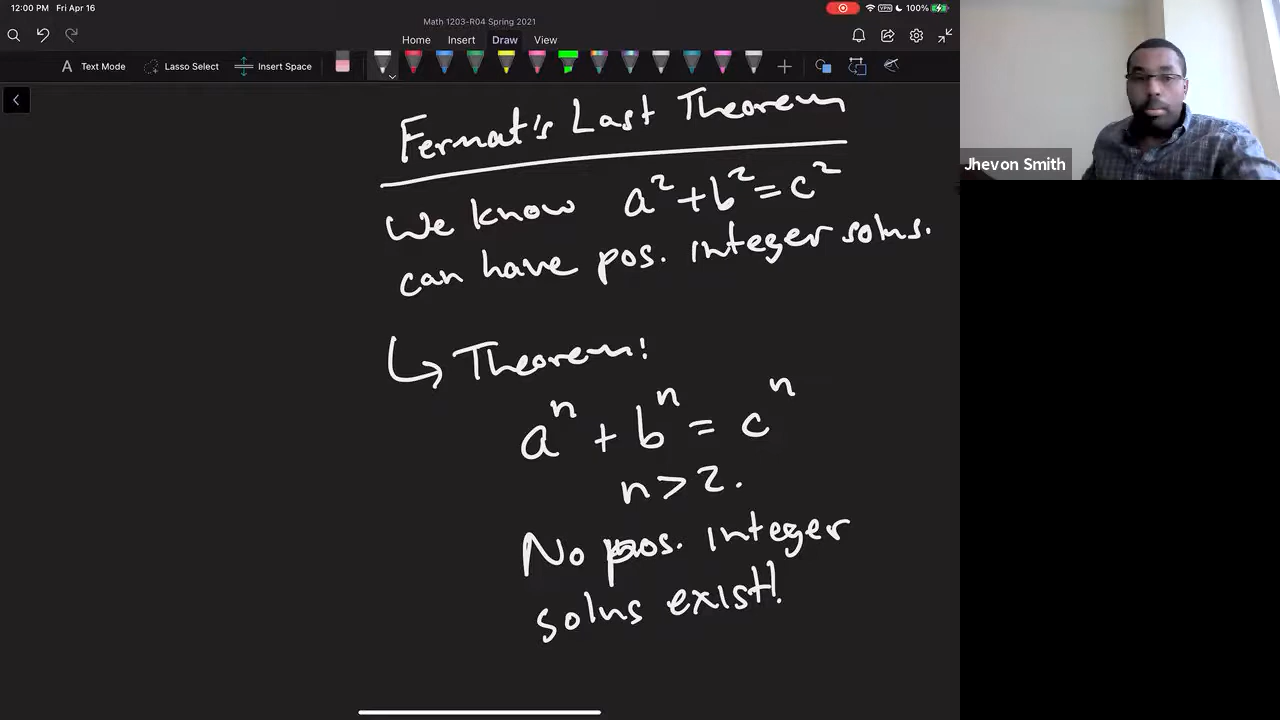 12:00 PM Fri Apr 16
VPN 100%
Math 1203-R04 Spring 2021
Home Insert Draw View
A Text Mode Lasso Select Insert Space
Fermat's Last Theorem
We know a² + b² = c²
can have pos. integer solns.
↳ Theorem:
aⁿ + bⁿ = cⁿ
n > 2.
No pos. integer
solns exist!
Jhevon Smith